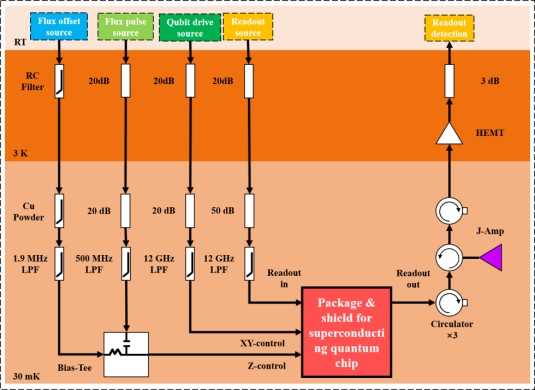 Flux offset
source
Flux pulse
source
Qubit drive
source
Readout
source
Readout
detection
RT
RC
Filter
20dB
20dB
20dB
3 dB
HEMT
3 K
Cu
Powder
20 dB
20 dB
50 dB
J-Amp
1.9 MHz
LPF
500 MHz
LPF
12 GHz
LPF
12 GHz
LPF
Readout
in
Readout
out
Package &
shield for
superconducti
ng quantum
chip
Circulator
×3
XY-control
Bias-Tee
Z-control
30 mK